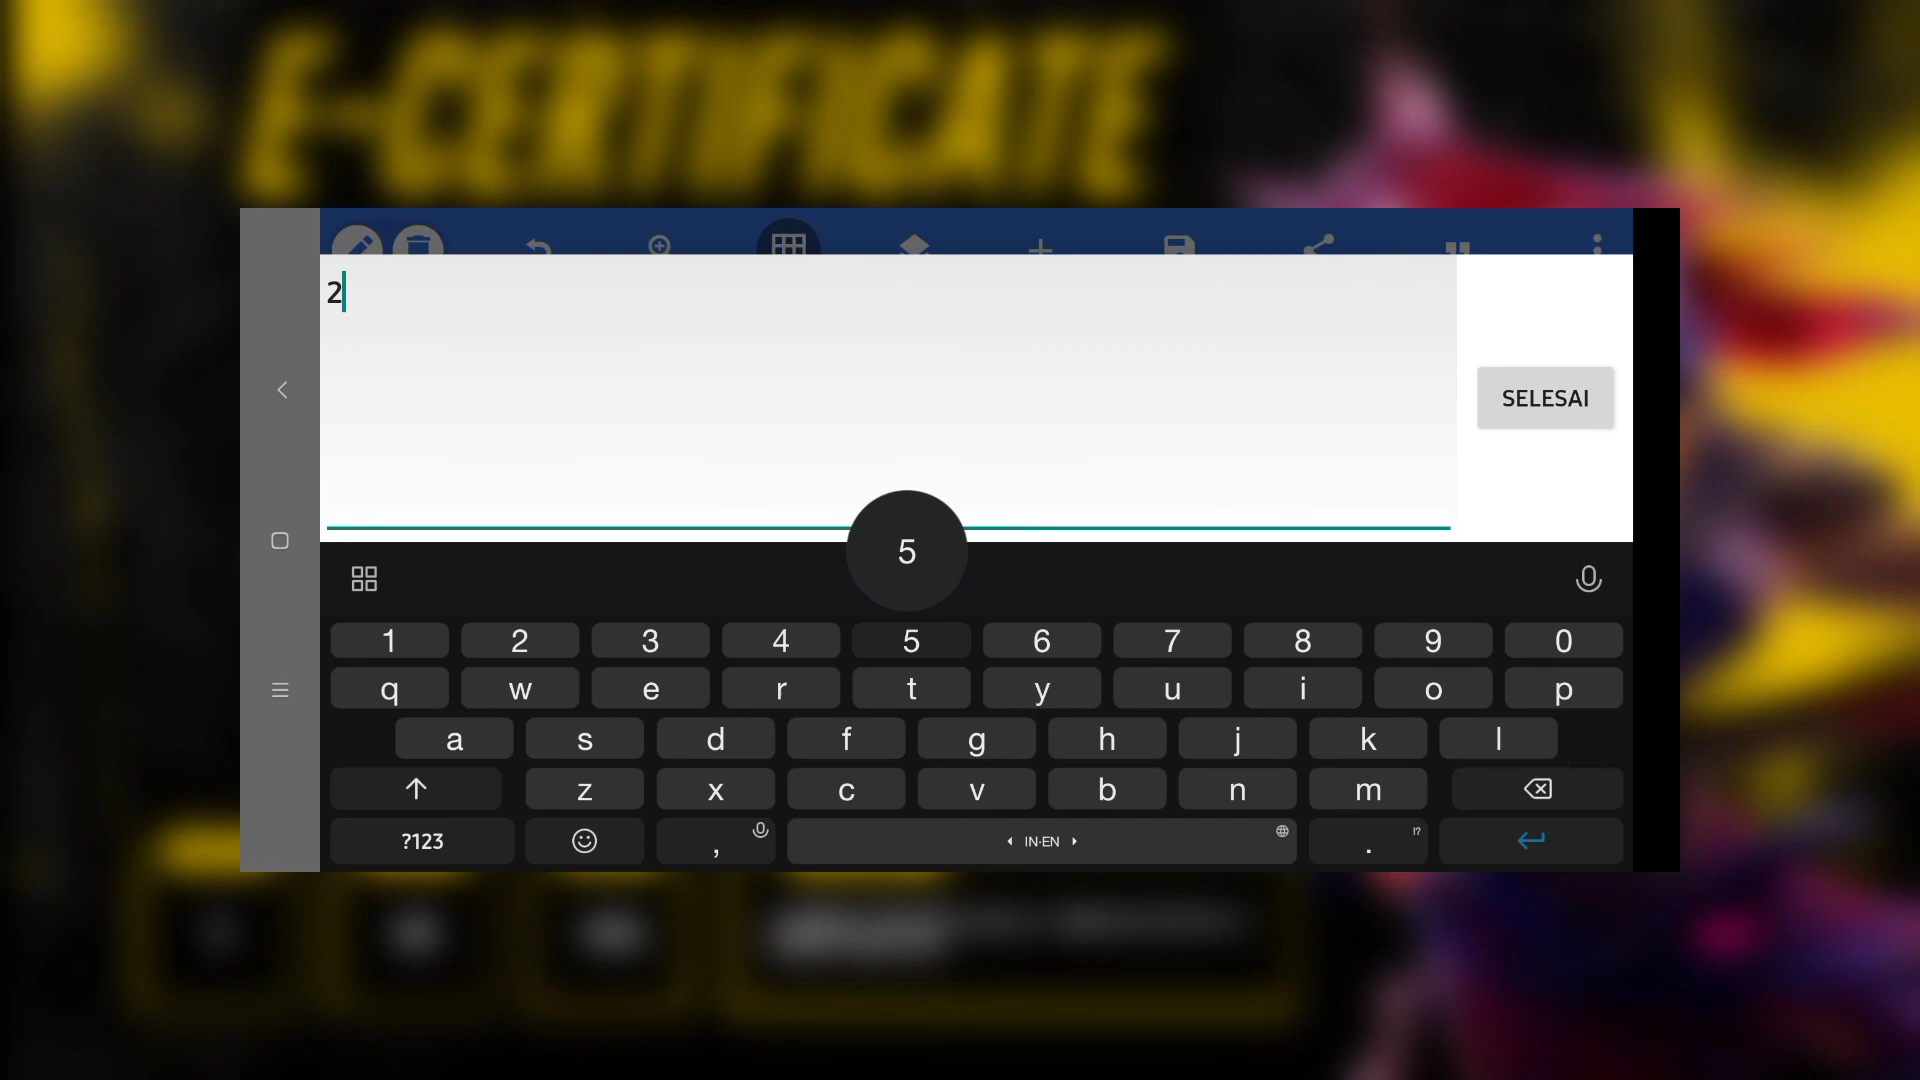 E-CERTIFICATE
2
SELESAI
5
1 2 3 4 5 6 7 8 9 0
q w e r t y u i o p
a s d f g h j k l
z x c v b n m
?123 , IN·EN . !?